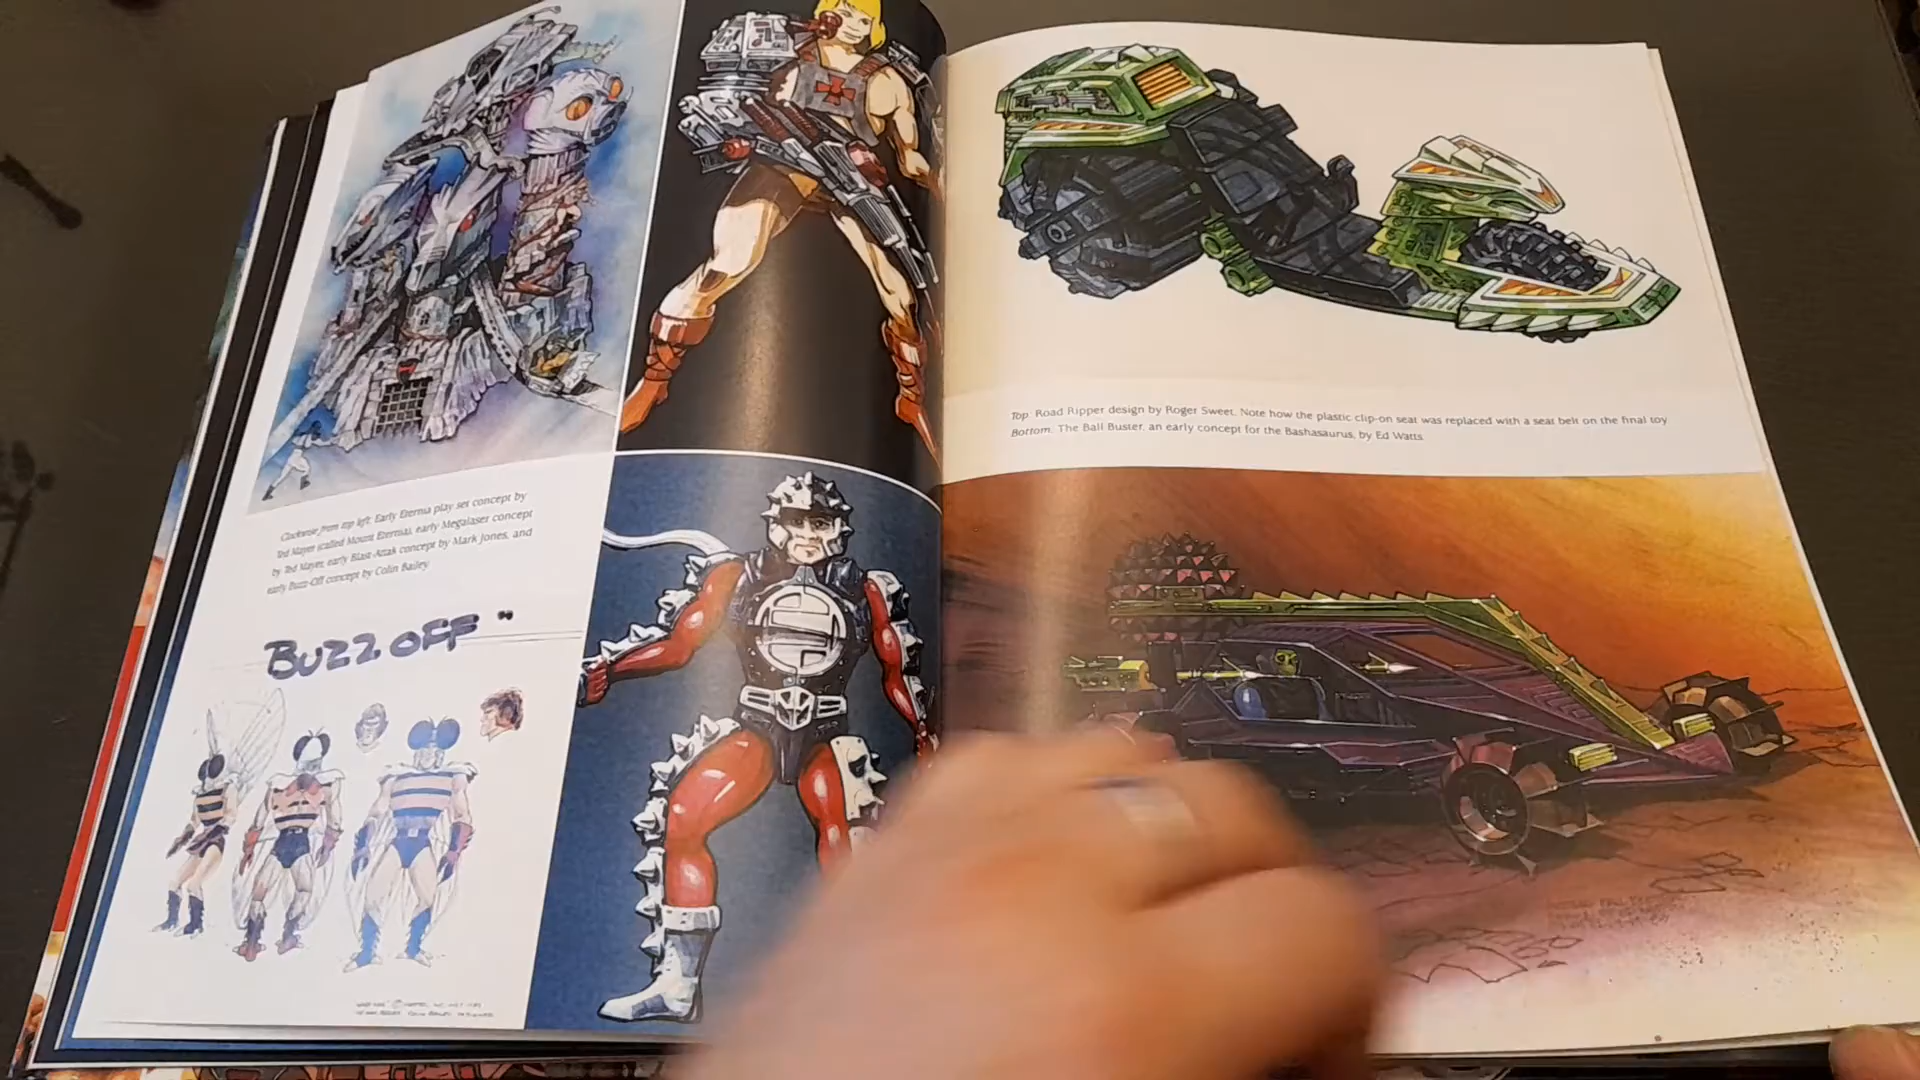 Clockwise from top left: Early Eternia play set concept by
Ted Mayer (called Mount Eternia), early Megalaser concept
by Ted Mayer, early Blast-Attak concept by Mark Jones, and
early Buzz-Off concept by Colin Bailey.
BUZZ OFF "
Top: Road Ripper design by Roger Sweet. Note how the plastic clip-on seat was replaced with a seat belt on the final toy
Bottom: The Ball Buster, an early concept for the Bashasaurus, by Ed Watts.